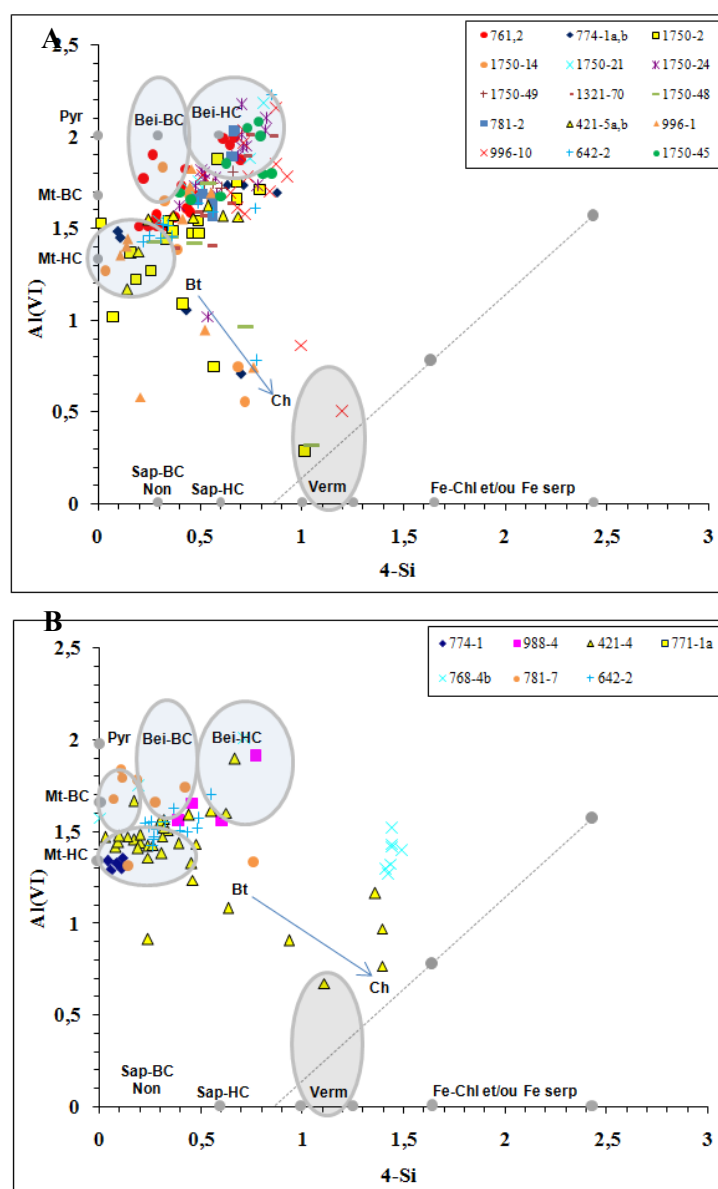 A
2,5
761,2 774-1a,b 1750-2
1750-14 1750-21 1750-24
1750-49 1321-70 1750-48
781-2 421-5a,b 996-1
996-10 642-2 1750-45
Pyr
2
Bei-BC
Bei-HC
Mt-BC
1,5
Mt-HC
Al(VI)
Bt
1
Ch
0,5
Sap-BC
Non
Sap-HC
Verm
Fe-Chl et/ou Fe serp
0
0 0,5 1 1,5 2 2,5 3
4-Si
B
2,5
774-1 988-4 421-4 771-1a
768-4b 781-7 642-2
Pyr
Bei-BC
Bei-HC
2
Mt-BC
1,5
Mt-HC
Al(VI)
Bt
1
Ch
0,5
Sap-BC
Non
Sap-HC
Verm
Fe-Chl et/ou Fe serp
0
0 0,5 1 1,5 2 2,5 3
4-Si